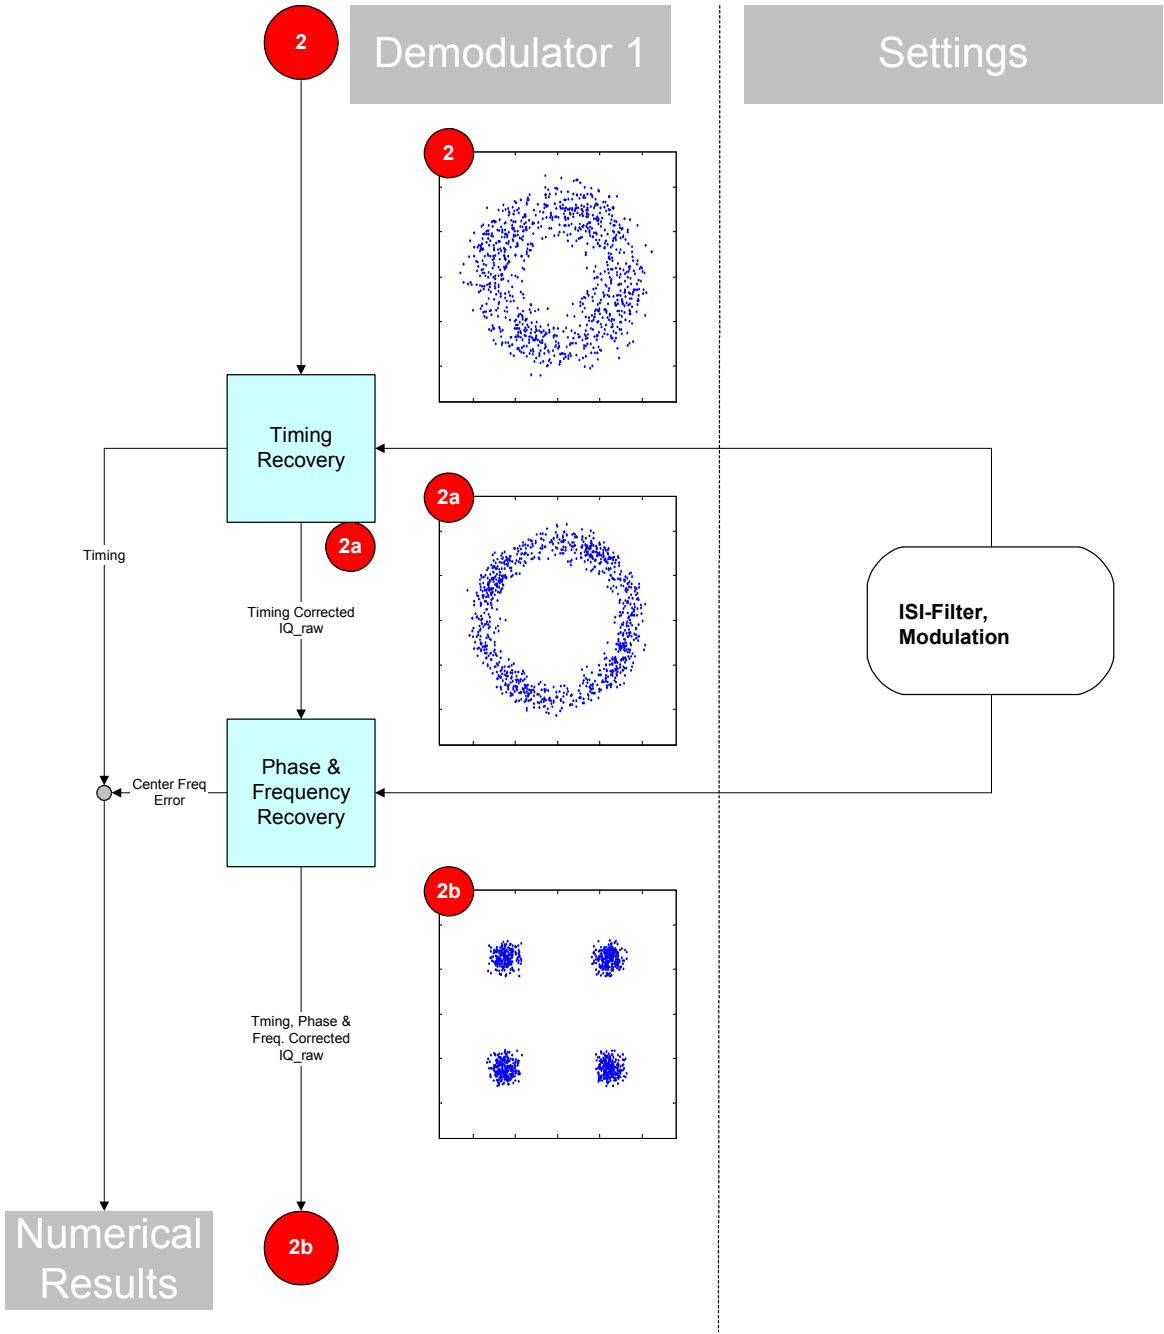 2
Demodulator 1
Settings
2
Timing
Recovery
2a
2a
Timing
Timing Corrected
IQ_raw
ISI-Filter,
Modulation
Phase &
Frequency
Recovery
Center Freq
Error
2b
Tming, Phase &
Freq. Corrected
IQ_raw
Numerical
Results
2b